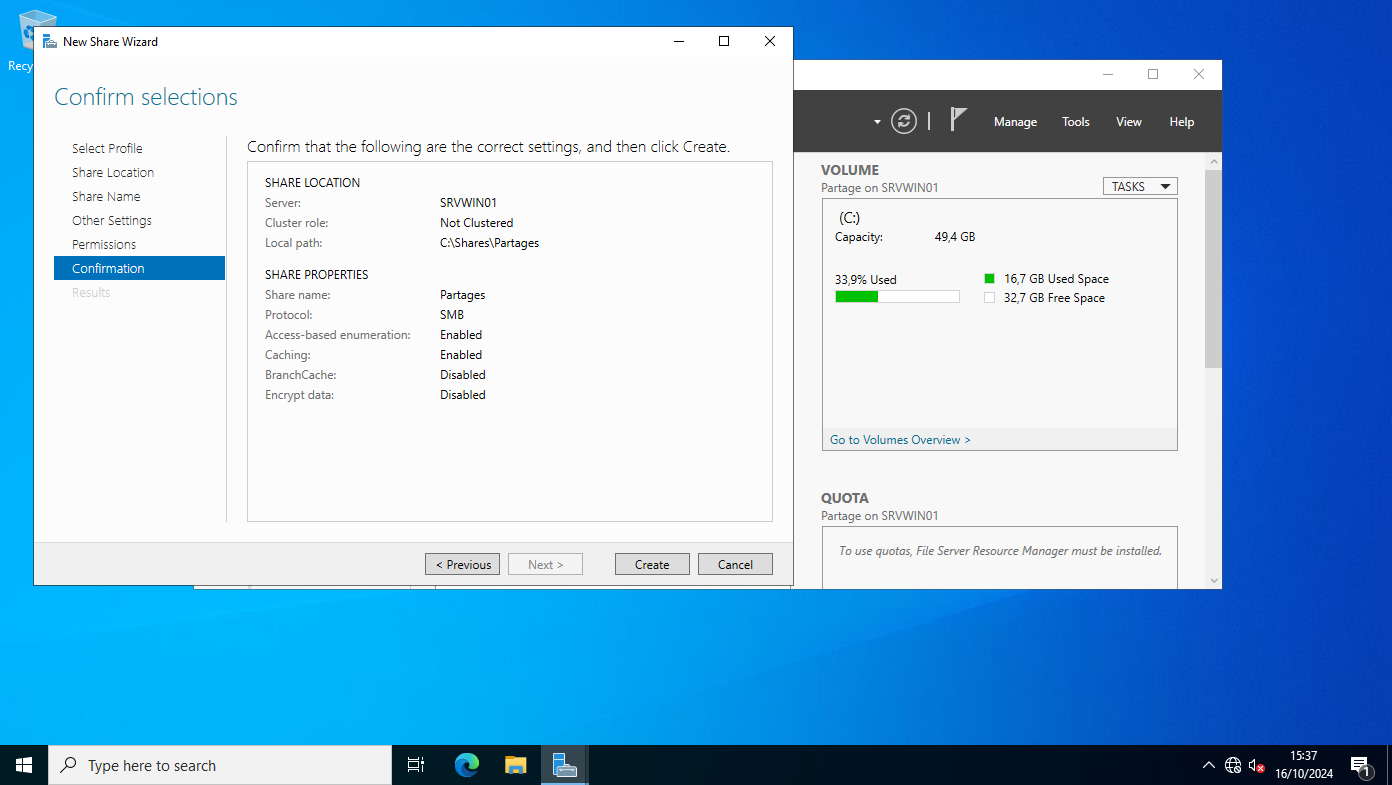 Recy
New Share Wizard
Confirm selections
Select Profile
Share Location
Share Name
Other Settings
Permissions
Confirmation
Results
Confirm that the following are the correct settings, and then click Create.
SHARE LOCATION
Server: SRVWIN01
Cluster role: Not Clustered
Local path: C:\Shares\Partages
SHARE PROPERTIES
Share name: Partages
Protocol: SMB
Access-based enumeration: Enabled
Caching: Enabled
BranchCache: Disabled
Encrypt data: Disabled
< Previous
Next >
Create
Cancel
Manage
Tools
View
Help
VOLUME
Partage on SRVWIN01
TASKS
(C:)
Capacity: 49,4 GB
33,9% Used
16,7 GB Used Space
32,7 GB Free Space
Go to Volumes Overview >
QUOTA
Partage on SRVWIN01
To use quotas, File Server Resource Manager must be installed.
Type here to search
15:37
16/10/2024
1